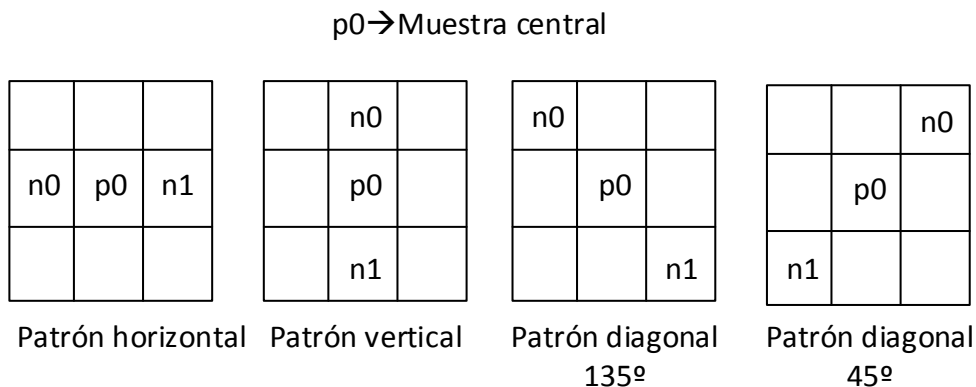 p0→Muestra central
n0 n0 n0
n0 p0 n1 p0 p0 p0
n1 n1 n1
Patrón horizontal Patrón vertical Patrón diagonal Patrón diagonal
135º 45º